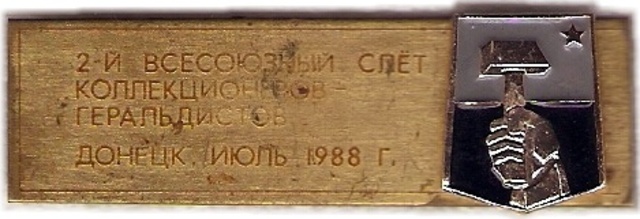 2-Й ВСЕСОЮЗНЫЙ СЛЁТ
КОЛЛЕКЦИОНЕРОВ-
ГЕРАЛЬДИСТОВ
ДОНЕЦК, ИЮЛЬ 1988 Г.